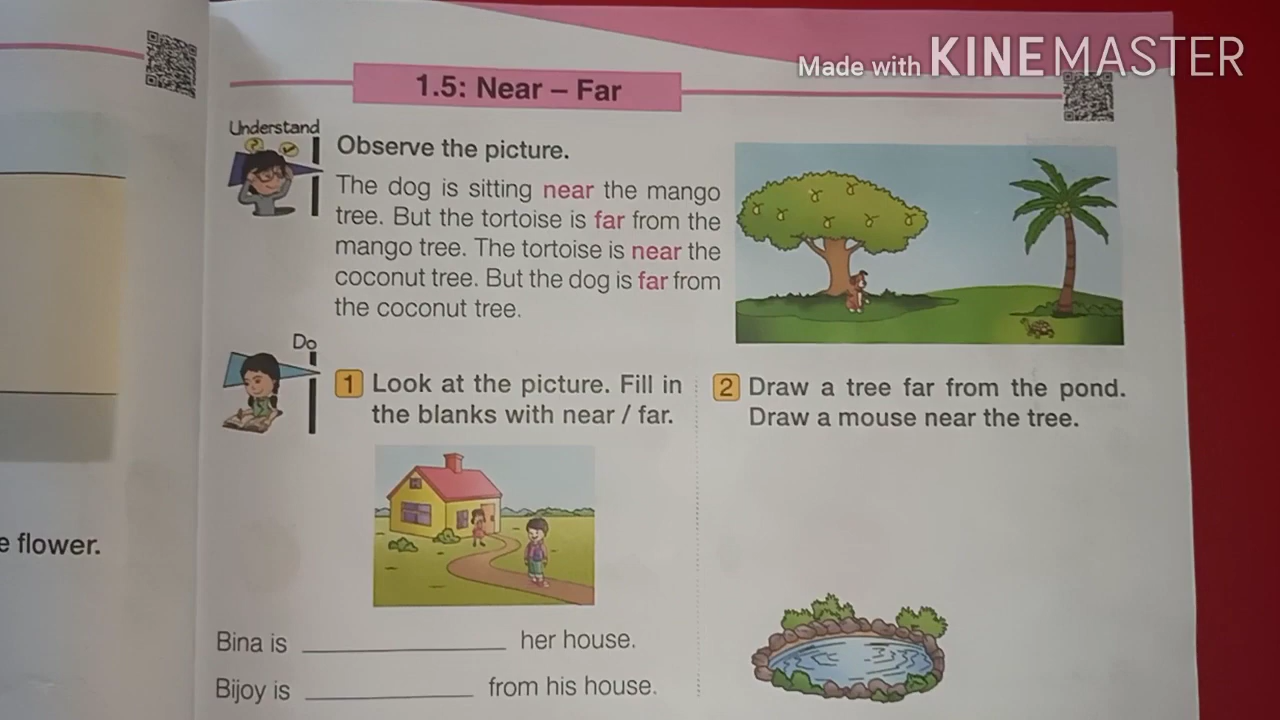 Made with KINEMASTER
1.5: Near – Far
Understand
Observe the picture.
The dog is sitting near the mango
tree. But the tortoise is far from the
mango tree. The tortoise is near the
coconut tree. But the dog is far from
the coconut tree.
Do
1 Look at the picture. Fill in
the blanks with near / far.
Bina is ____________ her house.
Bijoy is ____________ from his house.
2 Draw a tree far from the pond.
Draw a mouse near the tree.
e flower.